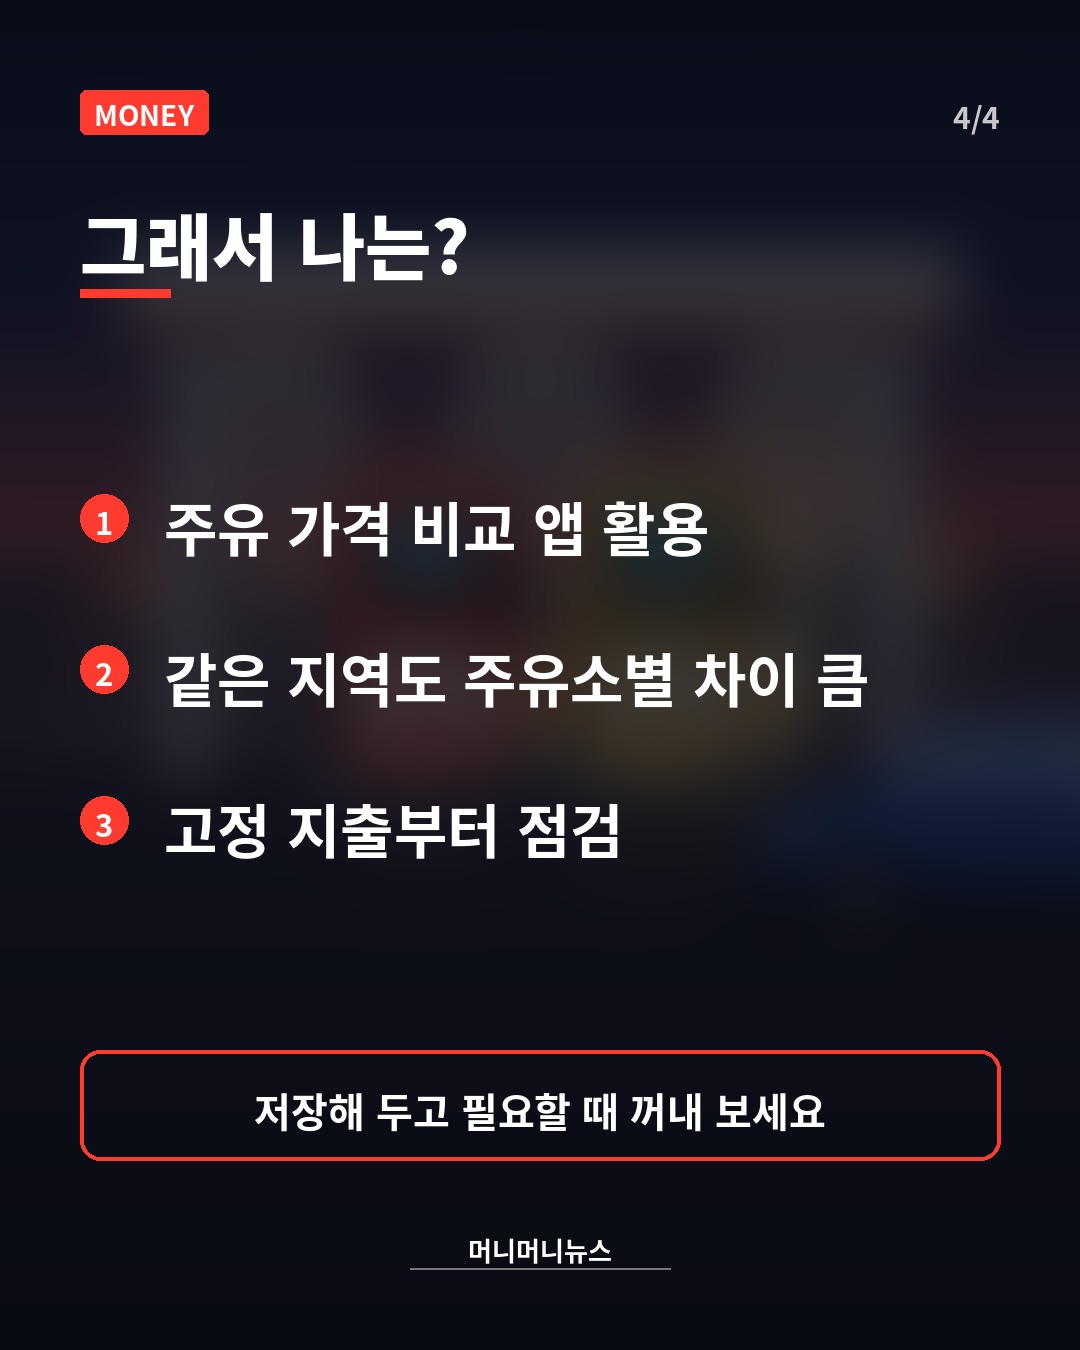 MONEY
4/4
그래서 나는?
1 주유 가격 비교 앱 활용
2 같은 지역도 주유소별 차이 큼
3 고정 지출부터 점검
저장해 두고 필요할 때 꺼내 보세요
머니머니뉴스